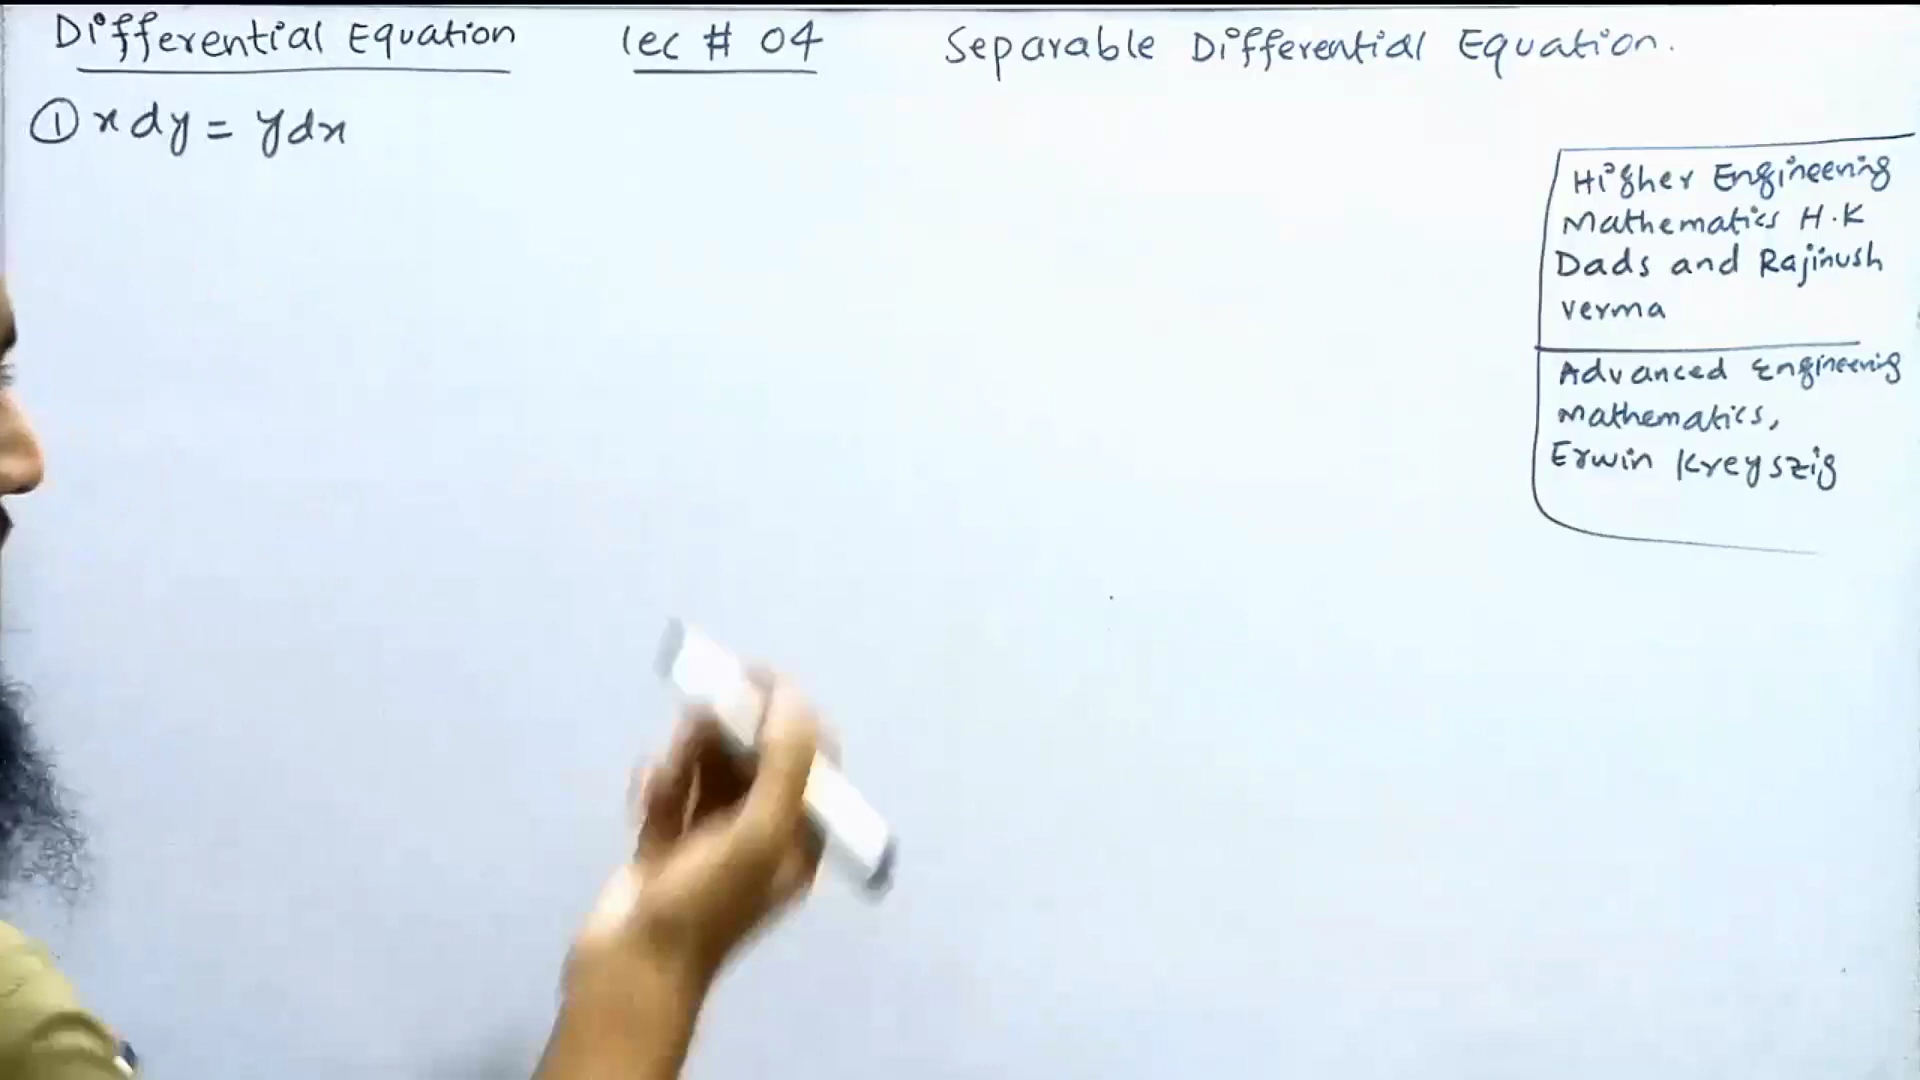 Differential Equation lec # 04 Separable Differential Equation.
① x dy = y dx
Higher Engineering
Mathematics H.K
Dads and Rajinush
verma
Advanced Engineering
Mathematics,
Erwin Kreyszig